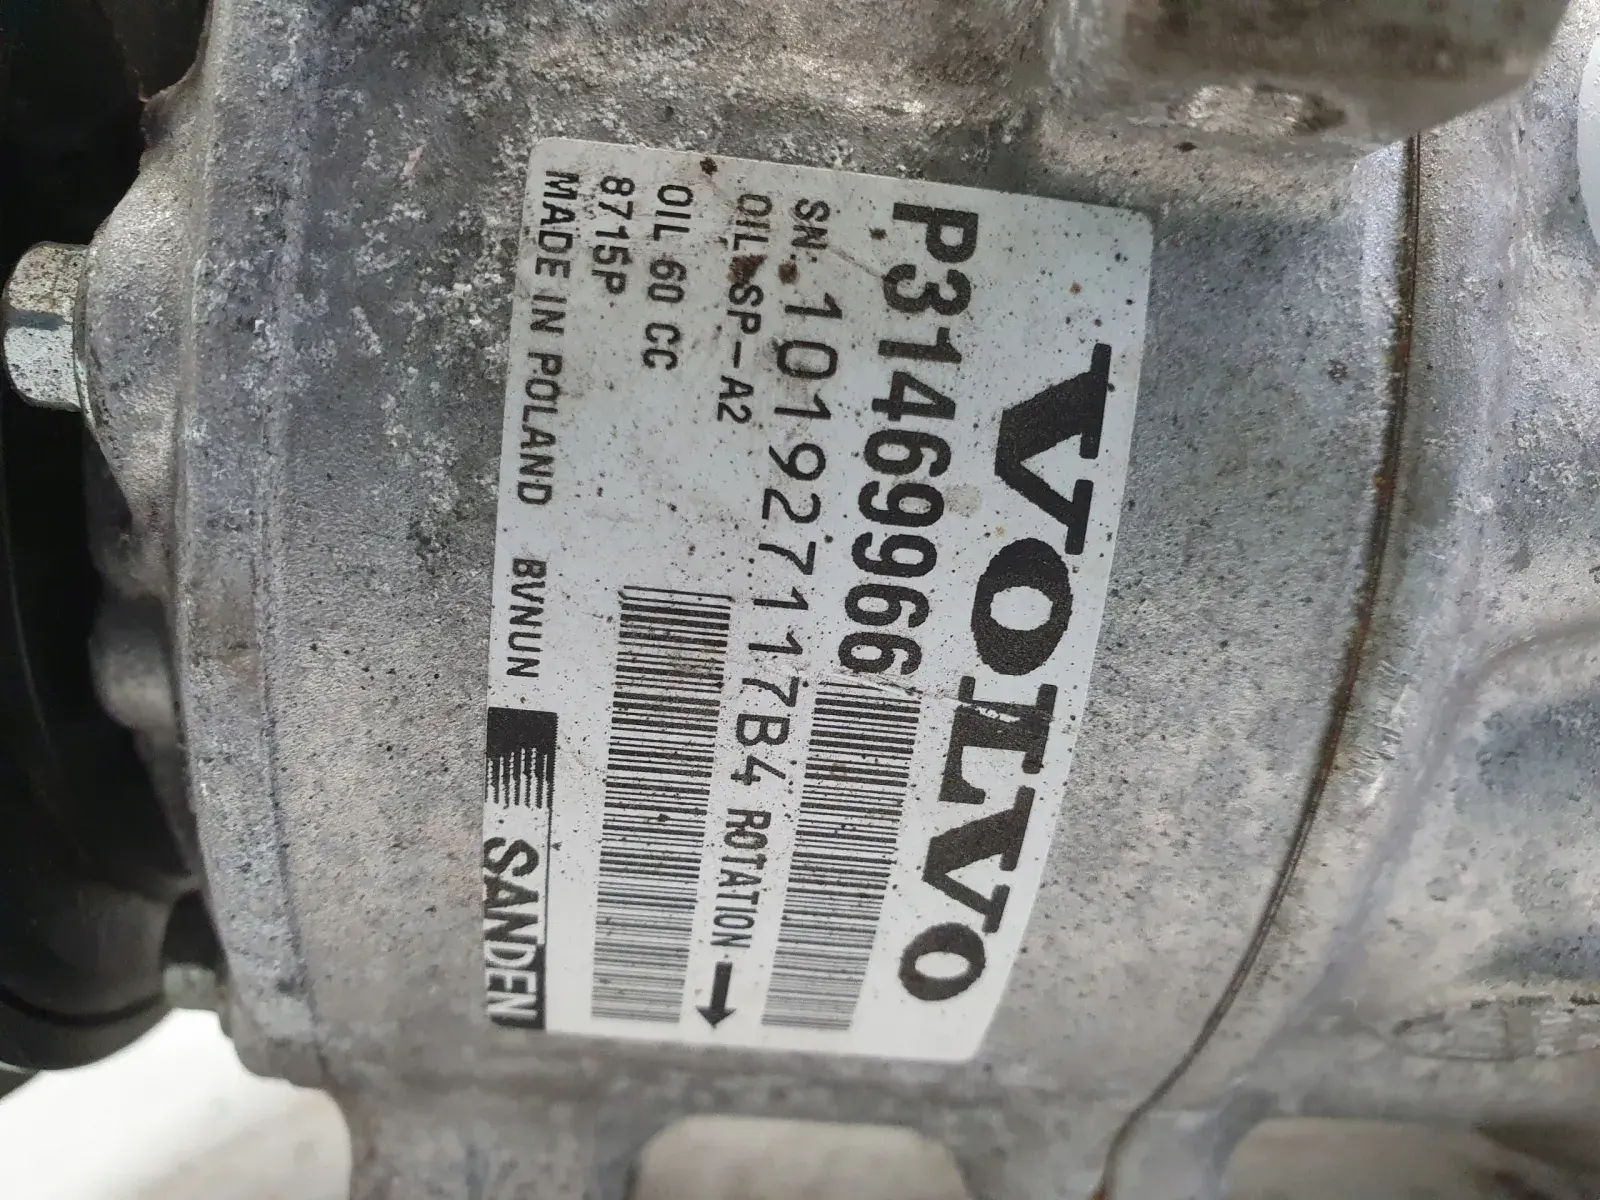 VOLVO
P31469966
SN. 1019271117B4 ROTATION
OIL SP-A2
OIL 60 CC
8715P
MADE IN POLAND BVNUN
SANDEN